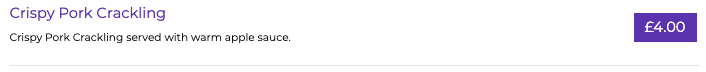 Crispy Pork Crackling
£4.00
Crispy Pork Crackling served with warm apple sauce.